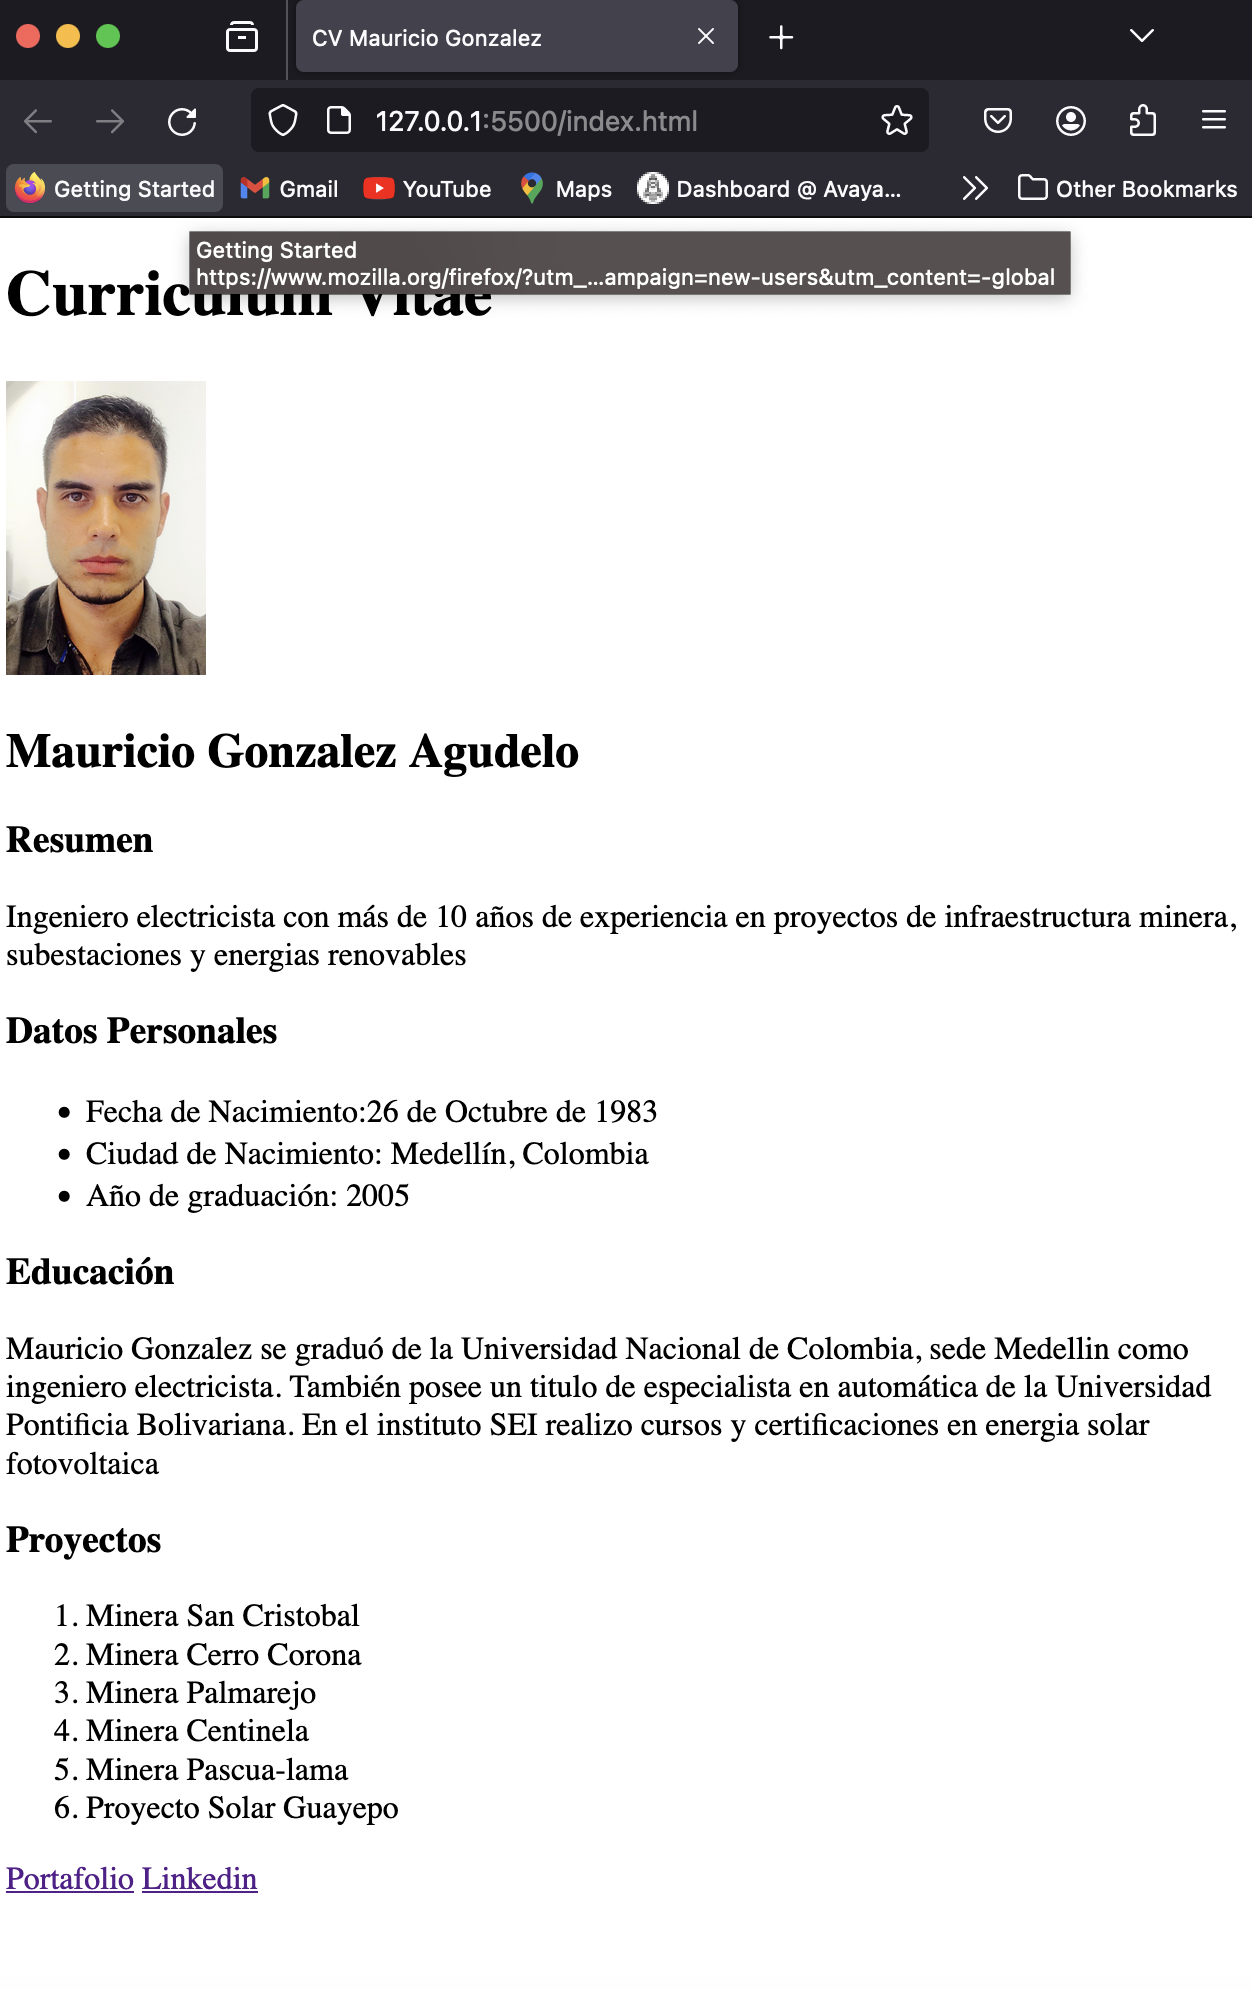 CV Mauricio Gonzalez
127.0.0.1:5500/index.html
Getting Started Gmail YouTube Maps Dashboard @ Avaya... Other Bookmarks
Getting Started
https://www.mozilla.org/firefox/?utm_...ampaign=new-users&utm_content=-global
Curriculum Vitae
Mauricio Gonzalez Agudelo
Resumen
Ingeniero electricista con más de 10 años de experiencia en proyectos de infraestructura minera,
subestaciones y energias renovables
Datos Personales
• Fecha de Nacimiento:26 de Octubre de 1983
• Ciudad de Nacimiento: Medellín, Colombia
• Año de graduación: 2005
Educación
Mauricio Gonzalez se graduó de la Universidad Nacional de Colombia, sede Medellin como
ingeniero electricista. También posee un titulo de especialista en automática de la Universidad
Pontificia Bolivariana. En el instituto SEI realizo cursos y certificaciones en energia solar
fotovoltaica
Proyectos
1. Minera San Cristobal
2. Minera Cerro Corona
3. Minera Palmarejo
4. Minera Centinela
5. Minera Pascua-lama
6. Proyecto Solar Guayepo
Portafolio Linkedin